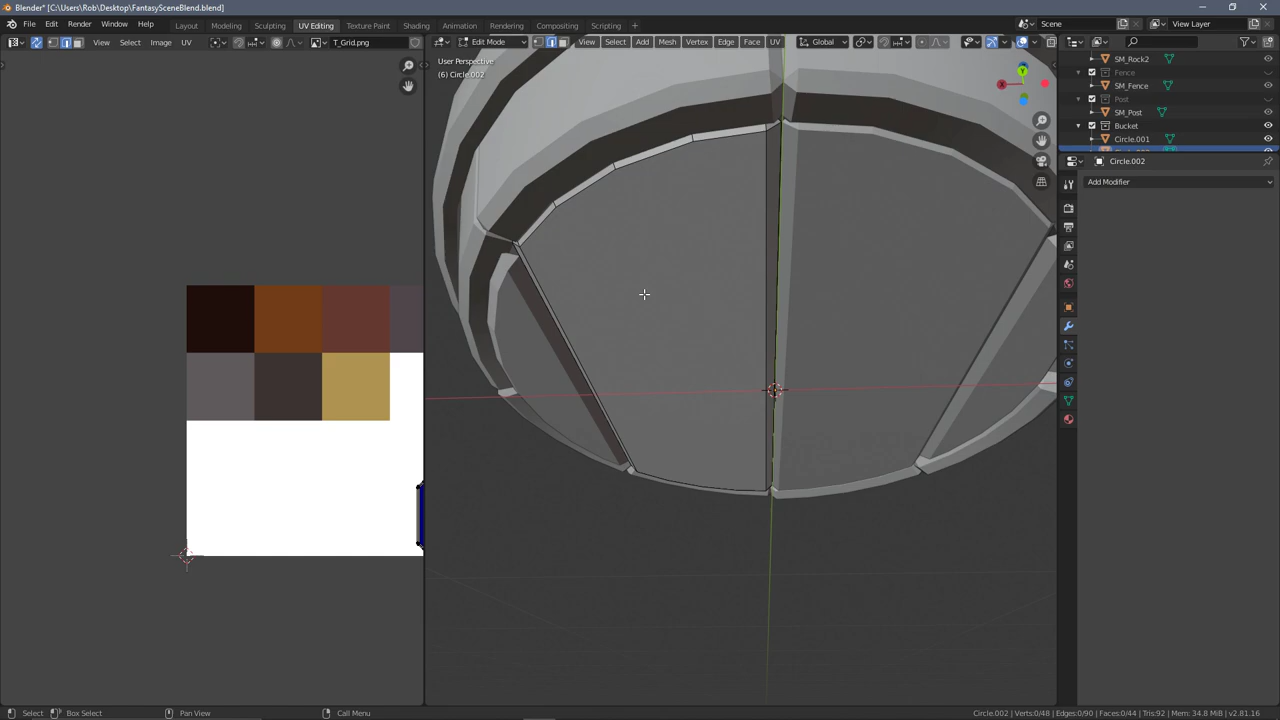 Blender* [C:\Users\Rob\Desktop\FantasySceneBlend.blend]
File Edit Render Window Help Layout Modeling Sculpting UV Editing Texture Paint Shading Animation Rendering Compositing Scripting + Scene View Layer
View Select Image UV T_Grid.png Edit Mode View Select Add Mesh Vertex Edge Face UV Global
User Perspective
(6) Circle.002
X Y
SM_Rock2
Fence
SM_Fence
Post
SM_Post
Bucket
Circle.001
Circle.002
Add Modifier
Select Box Select Pan View Call Menu Circle.002 | Verts:0/48 | Edges:0/90 | Faces:0/44 | Tris:92 | Mem: 34.8 MiB | v2.81.16